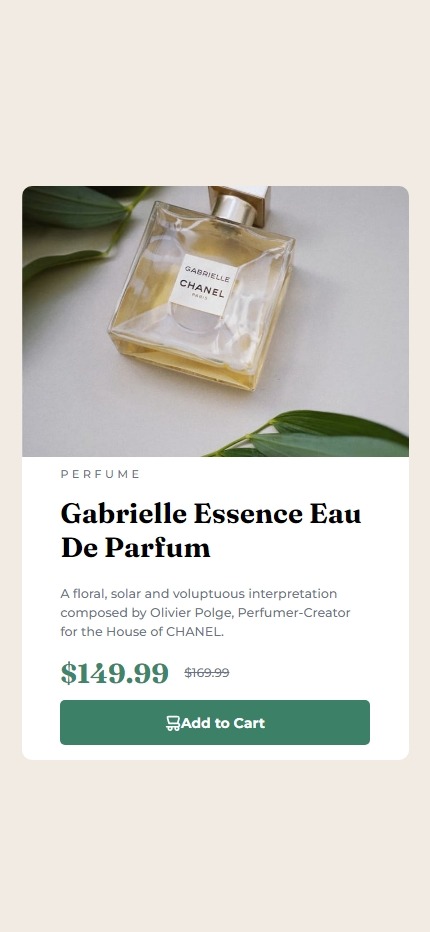 GABRIELLE
CHANEL
PARIS
PERFUME
Gabrielle Essence Eau
De Parfum
A floral, solar and voluptuous interpretation
composed by Olivier Polge, Perfumer-Creator
for the House of CHANEL.
$149.99 $169.99
Add to Cart